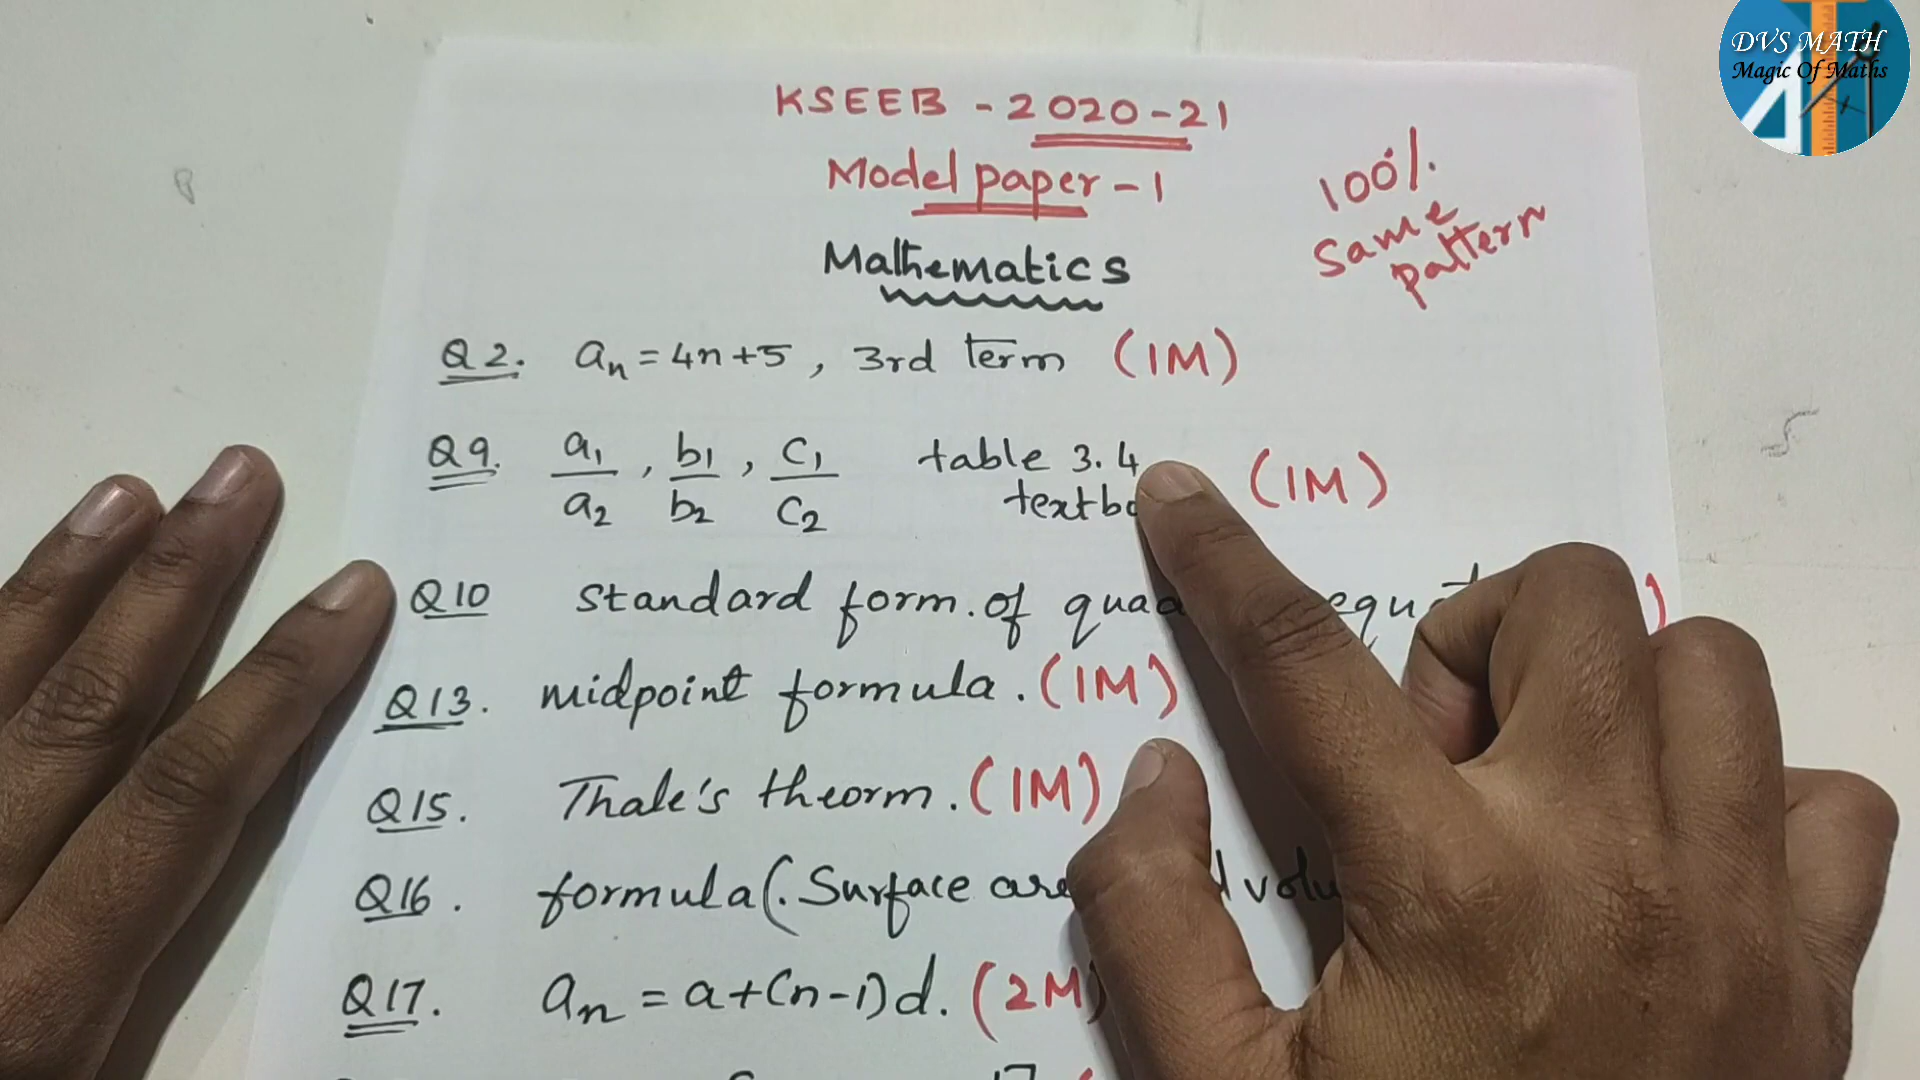 DVS MATH
Magic Of Maths
KSEEB - 2020-21
Model paper - 1
100%.
Same
pattern
Mathematics
Q2. an = 4n+5, 3rd term (1M)
Q9. a1/a2, b1/b2, c1/c2 table 3.4 (1M)
Q10 Standard form. of
Q13. midpoint formula. (1M)
Q15. Thale's theorm. (1M)
Q16. formula (. Surface
Q17. an = a+(n-1)d. (2M)